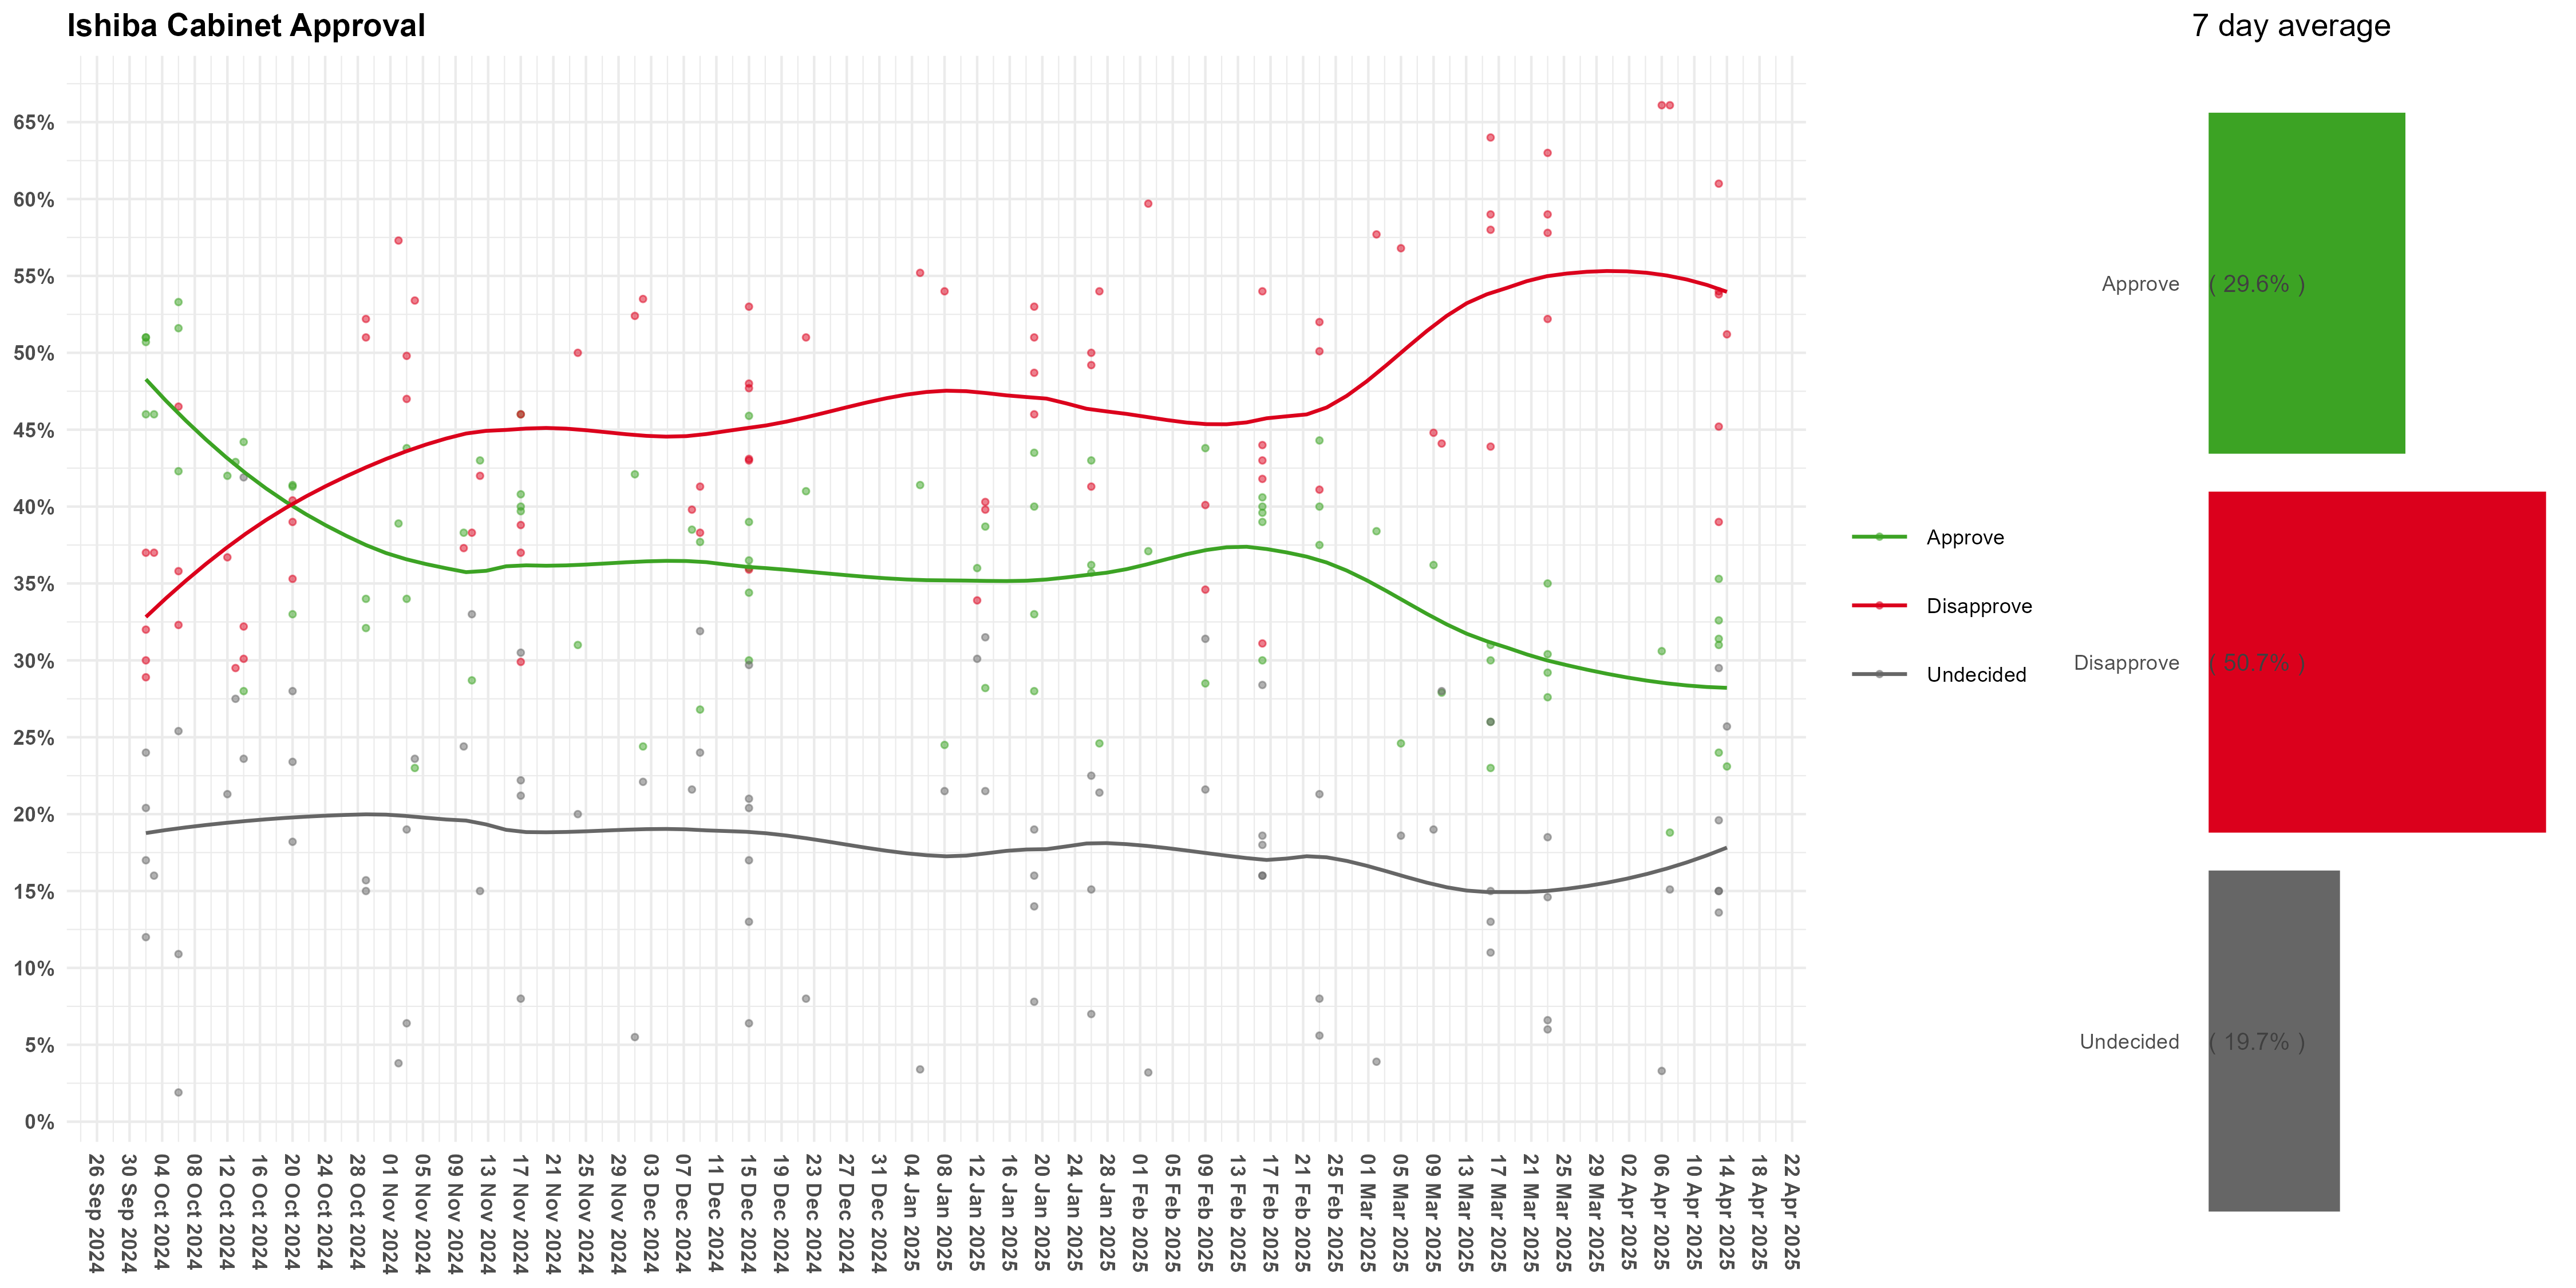 Ishiba Cabinet Approval
7 day average
65%
60%
55%
50%
45%
40%
35%
30%
25%
20%
15%
10%
5%
0%
26 Sep 2024
30 Sep 2024
04 Oct 2024
08 Oct 2024
12 Oct 2024
16 Oct 2024
20 Oct 2024
24 Oct 2024
28 Oct 2024
01 Nov 2024
05 Nov 2024
09 Nov 2024
13 Nov 2024
17 Nov 2024
21 Nov 2024
25 Nov 2024
29 Nov 2024
03 Dec 2024
07 Dec 2024
11 Dec 2024
15 Dec 2024
19 Dec 2024
23 Dec 2024
27 Dec 2024
31 Dec 2024
04 Jan 2025
08 Jan 2025
12 Jan 2025
16 Jan 2025
20 Jan 2025
24 Jan 2025
28 Jan 2025
01 Feb 2025
05 Feb 2025
09 Feb 2025
13 Feb 2025
17 Feb 2025
21 Feb 2025
25 Feb 2025
01 Mar 2025
05 Mar 2025
09 Mar 2025
13 Mar 2025
17 Mar 2025
21 Mar 2025
25 Mar 2025
29 Mar 2025
02 Apr 2025
06 Apr 2025
10 Apr 2025
14 Apr 2025
18 Apr 2025
22 Apr 2025
Approve
Disapprove
Undecided
Approve ( 29.6% )
Disapprove ( 50.7% )
Undecided ( 19.7% )